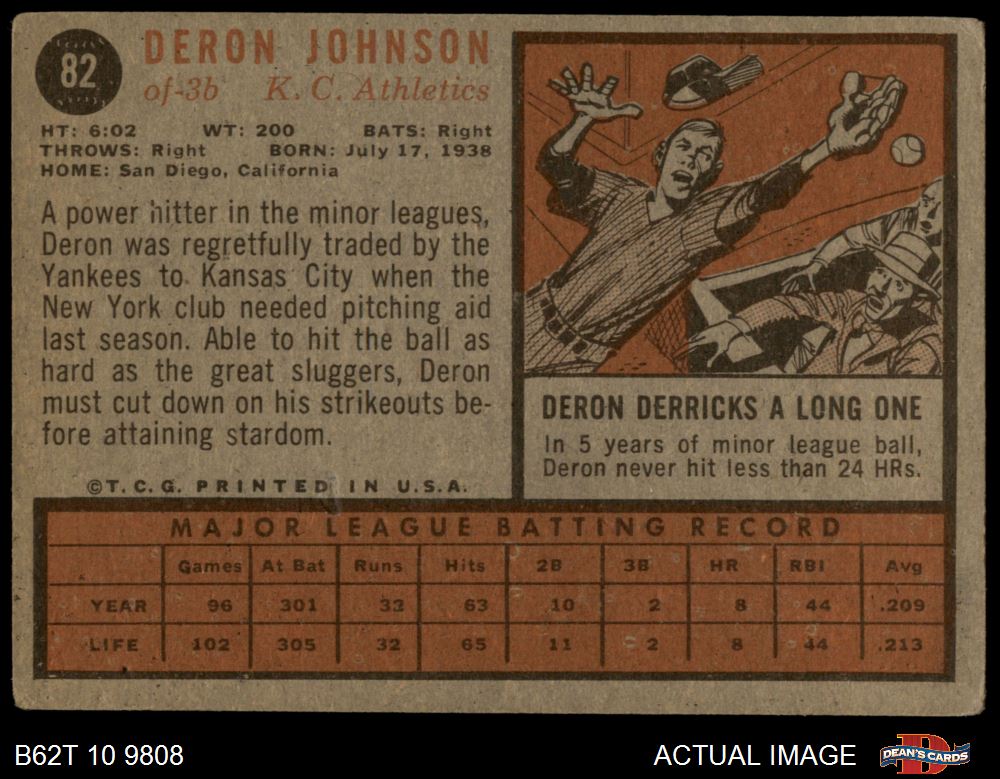 82
DERON JOHNSON
of-3b K. C. Athletics
HT: 6:02 WT: 200 BATS: Right
THROWS: Right BORN: July 17, 1938
HOME: San Diego, California
A power hitter in the minor leagues,
Deron was regretfully traded by the
Yankees to Kansas City when the
New York club needed pitching aid
last season. Able to hit the ball as
hard as the great sluggers, Deron
must cut down on his strikeouts be-
fore attaining stardom.
©T.C.G. PRINTED IN U.S.A.
DERON DERRICKS A LONG ONE
In 5 years of minor league ball,
Deron never hit less than 24 HRs.
MAJOR LEAGUE BATTING RECORD
Games At Bat Runs Hits 2B 3B HR RBI Avg
YEAR 96 301 32 63 10 2 8 44 .209
LIFE 102 305 32 65 11 2 8 44 .213
B62T 10 9808
ACTUAL IMAGE
DEAN'S CARDS